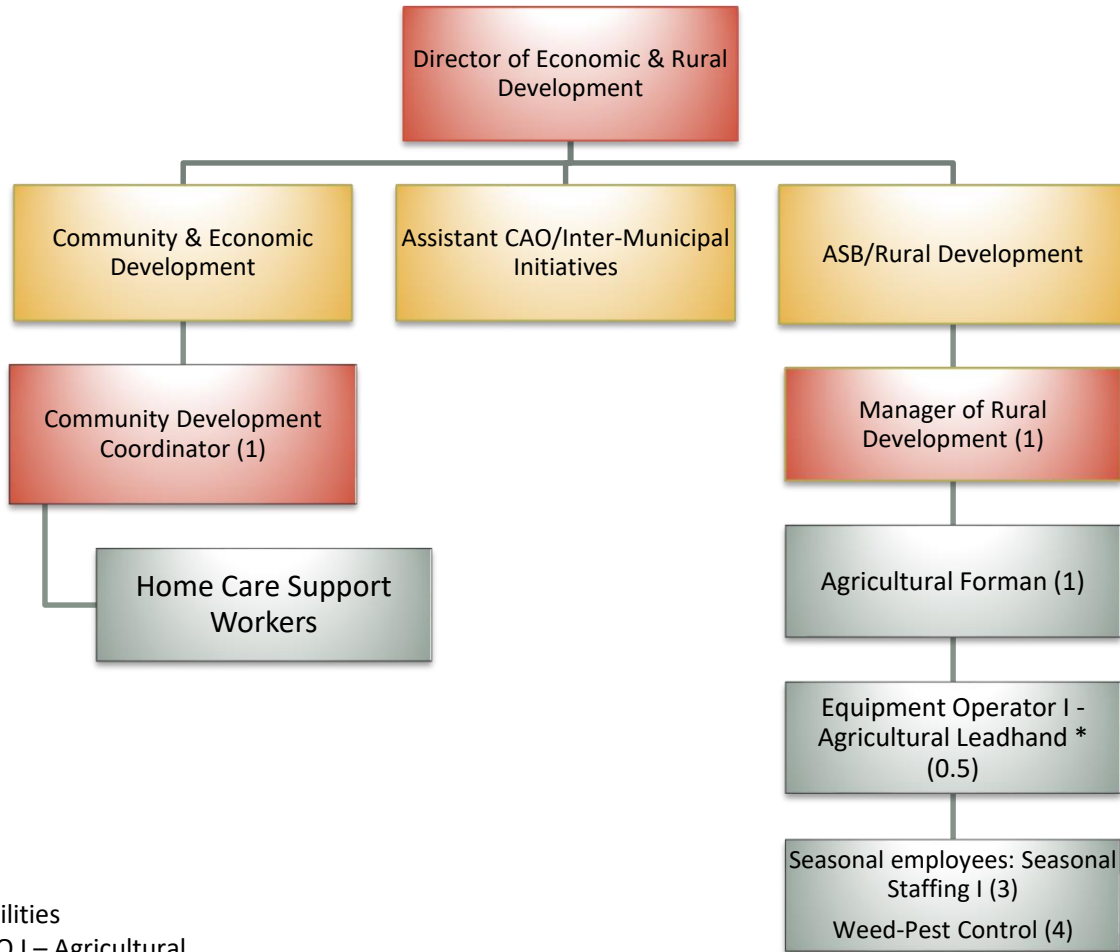 Director of Economic & Rural
Development
Community & Economic
Development
Assistant CAO/Inter-Municipal
Initiatives
ASB/Rural Development
Community Development
Coordinator (1)
Manager of Rural
Development (1)
Home Care Support
Workers
Agricultural Forman (1)
Equipment Operator I -
Agricultural Leadhand *
(0.5)
Seasonal employees: Seasonal
Staffing I (3)
Weed-Pest Control (4)
I – Agricultural